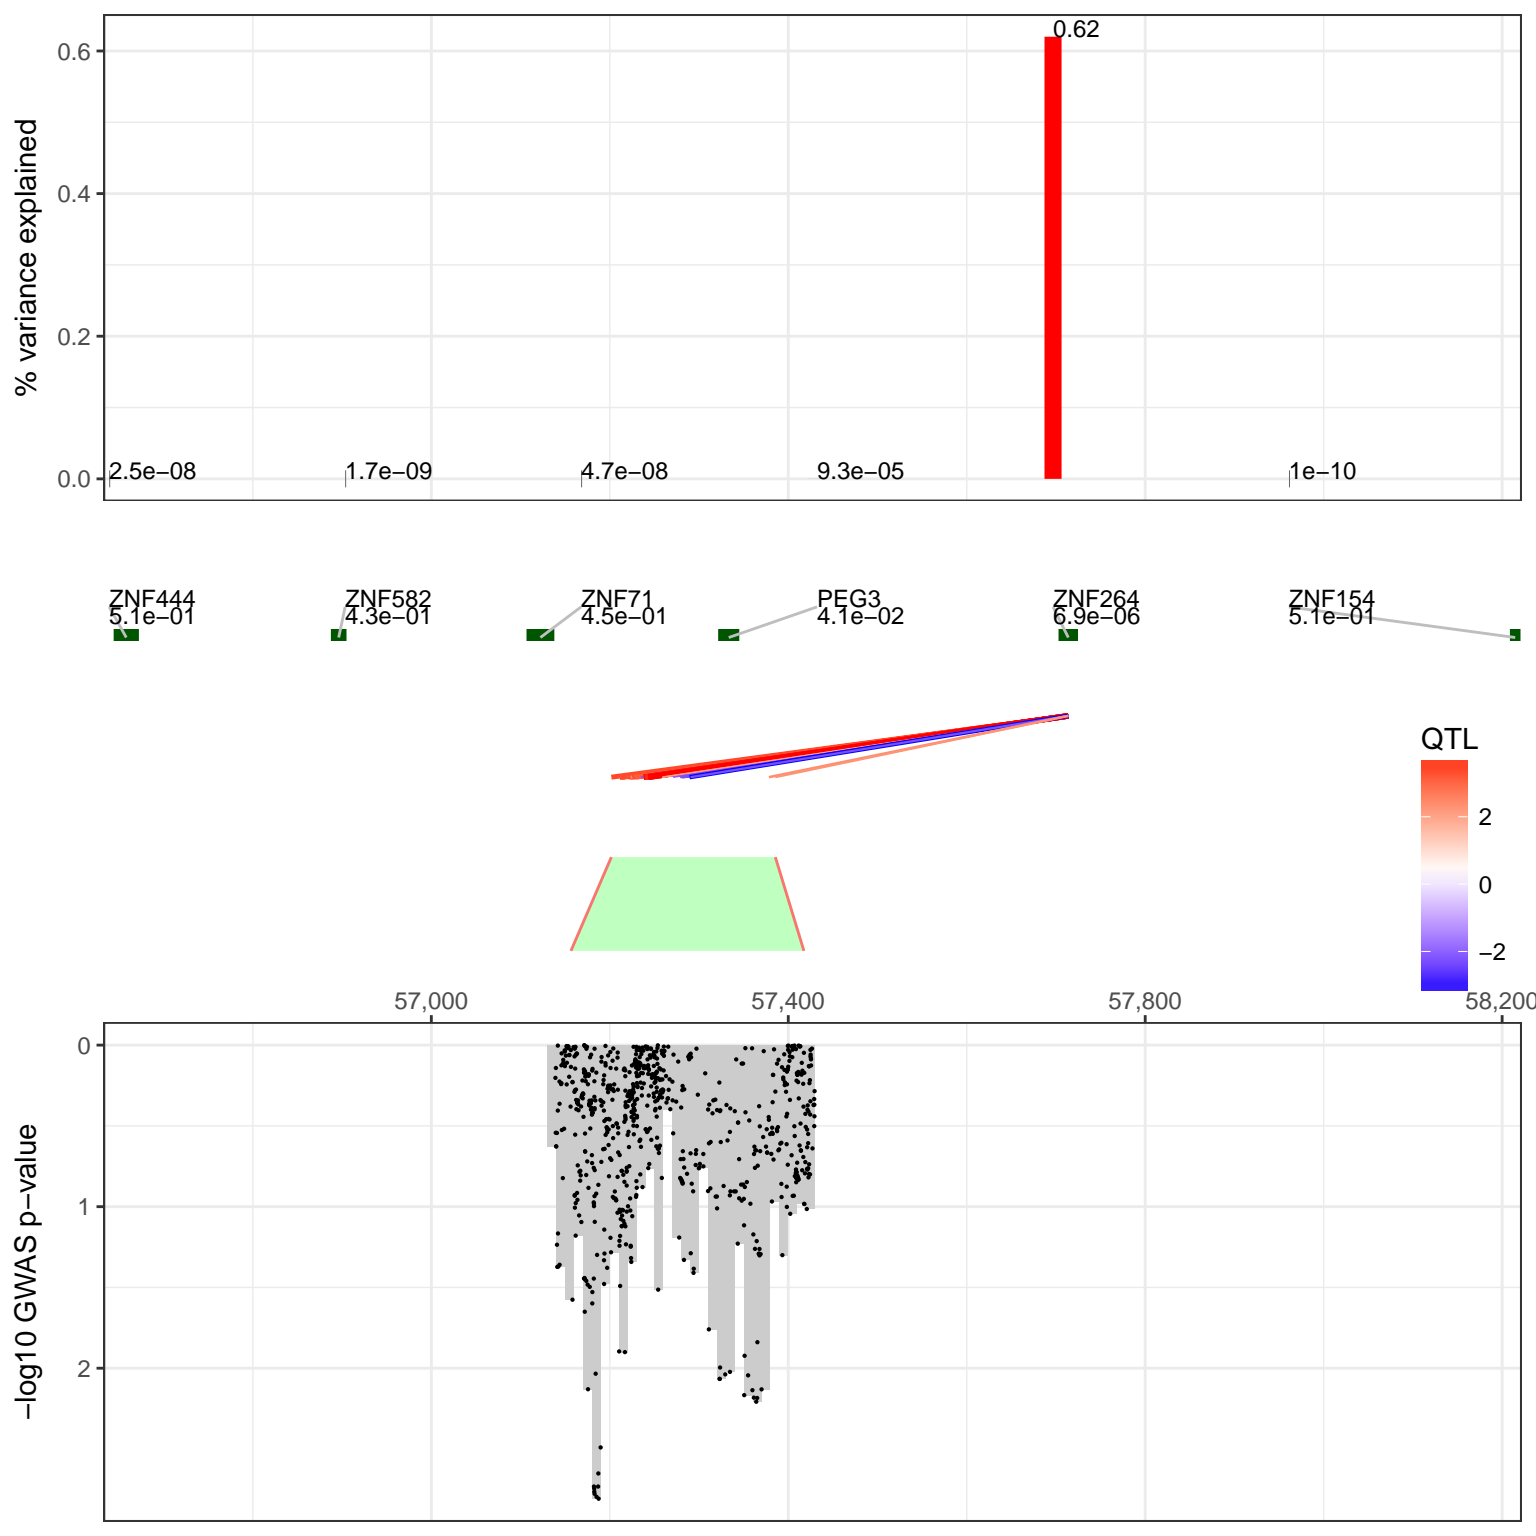 0.62
0.6
0.4
0.2
0.0
% variance explained
2.5e−08 1.7e−09 4.7e−08 9.3e−05 1e−10
ZNF444 ZNF582 ZNF71 PEG3 ZNF264 ZNF154
5.1e−01 4.3e−01 4.5e−01 4.1e−02 6.9e−06 5.1e−01
QTL
2
0
−2
57,000 57,400 57,800 58,200
0
1
2
−log10 GWAS p−value